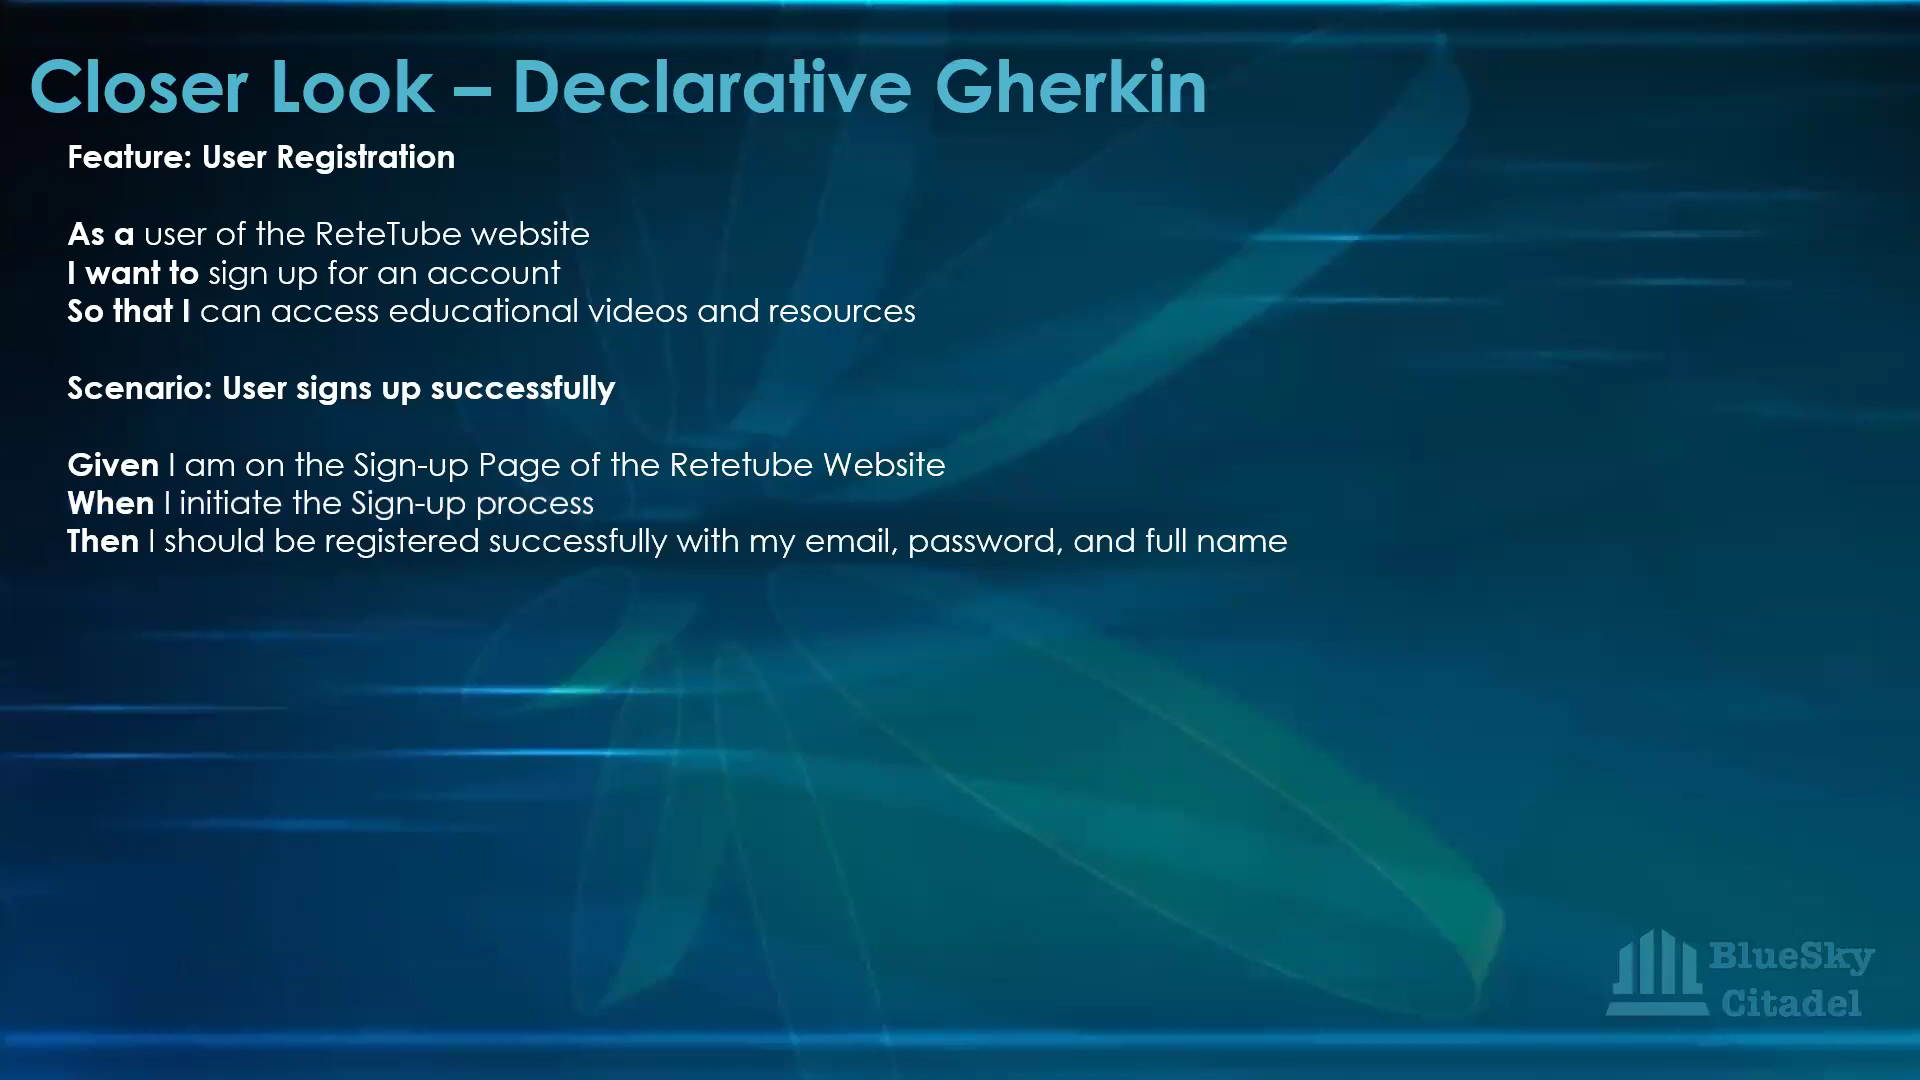 Closer Look – Declarative Gherkin
Feature: User Registration
As a user of the ReteTube website
I want to sign up for an account
So that I can access educational videos and resources
Scenario: User signs up successfully
Given I am on the Sign-up Page of the Retetube Website
When I initiate the Sign-up process
Then I should be registered successfully with my email, password, and full name
BlueSky
Citadel